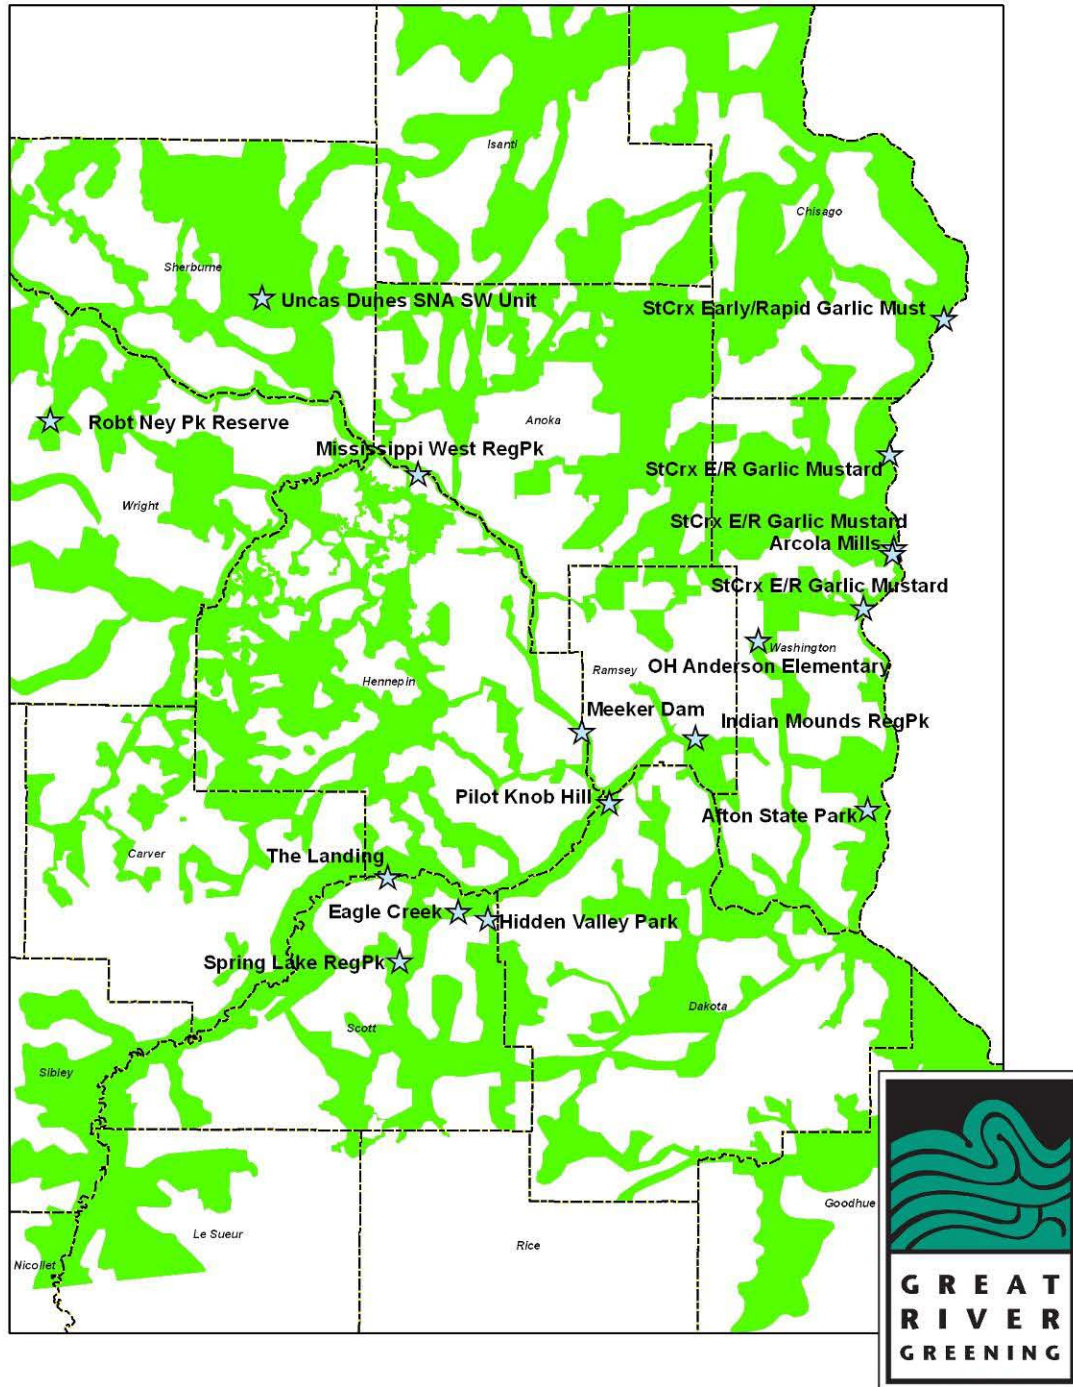 Isanti
Chisago
Sherburne
Uncas Dunes SNA SW Unit
StCrx Early/Rapid Garlic Must
Robt Ney Pk Reserve
Anoka
Mississippi West RegPk
StCrx E/R Garlic Mustard
Wright
StCrx E/R Garlic Mustard
Arcola Mills
StCrx E/R Garlic Mustard
Washington
OH Anderson Elementary
Ramsey
Hennepin
Meeker Dam
Indian Mounds RegPk
Pilot Knob Hill
Afton State Park
Carver
The Landing
Eagle Creek
Hidden Valley Park
Spring Lake RegPk
Dakota
Scott
Sibley
Goodhue
Le Sueur
Rice
Nicollet
GREAT
RIVER
GREENING